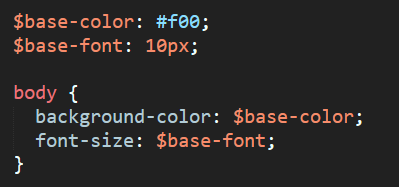 $base-color: #f00;
$base-font: 10px;

body {
  background-color: $base-color;
  font-size: $base-font;
}